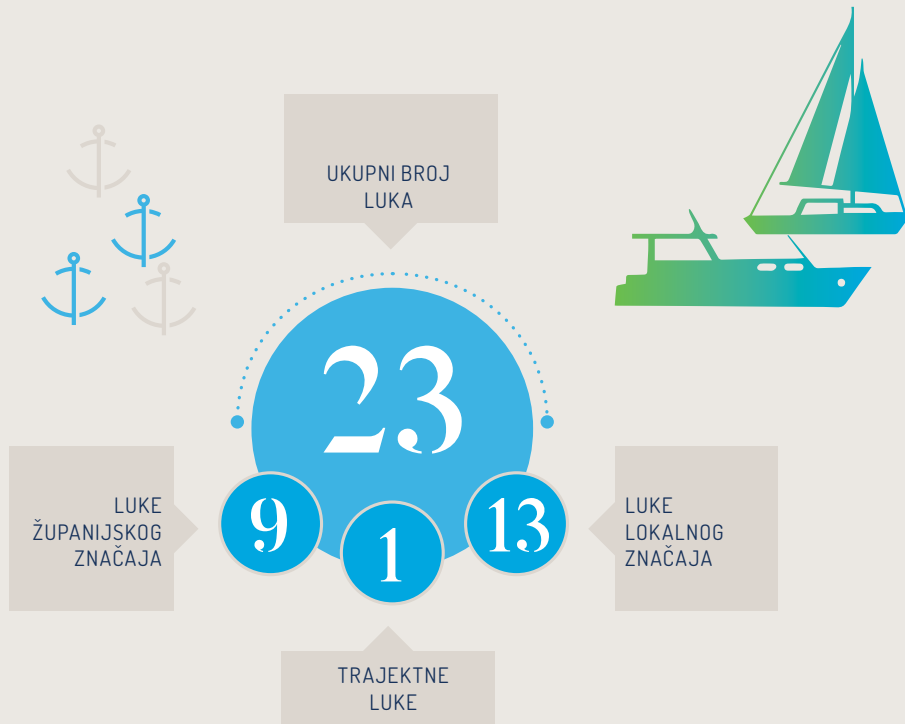 UKUPNI BROJ
LUKA
23
LUKE
ŽUPANIJSKOG
ZNAČAJA
9
1
13
LUKE
LOKALNOG
ZNAČAJA
TRAJEKTNE
LUKE